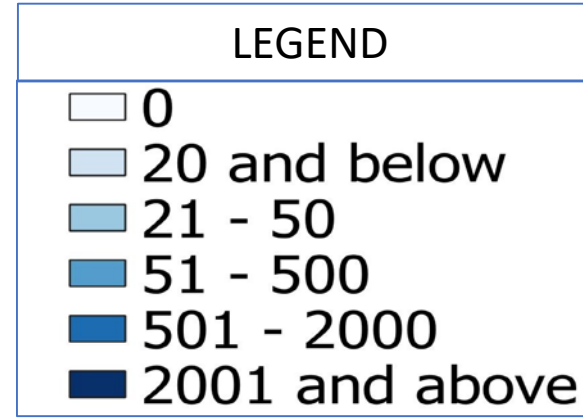 LEGEND
0
20 and below
21 - 50
51 - 500
501 - 2000
2001 and above